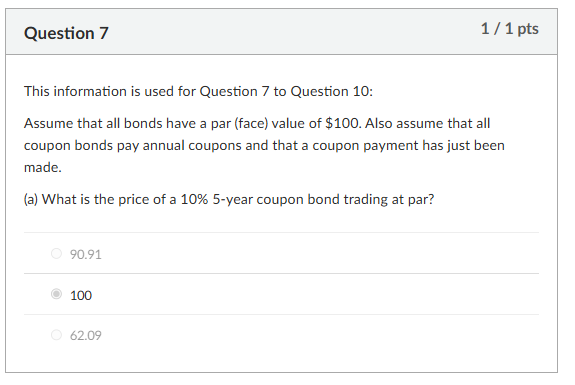 Question 7
1 / 1 pts
This information is used for Question 7 to Question 10:
Assume that all bonds have a par (face) value of $100. Also assume that all
coupon bonds pay annual coupons and that a coupon payment has just been
made.
(a) What is the price of a 10% 5-year coupon bond trading at par?
90.91
100
62.09